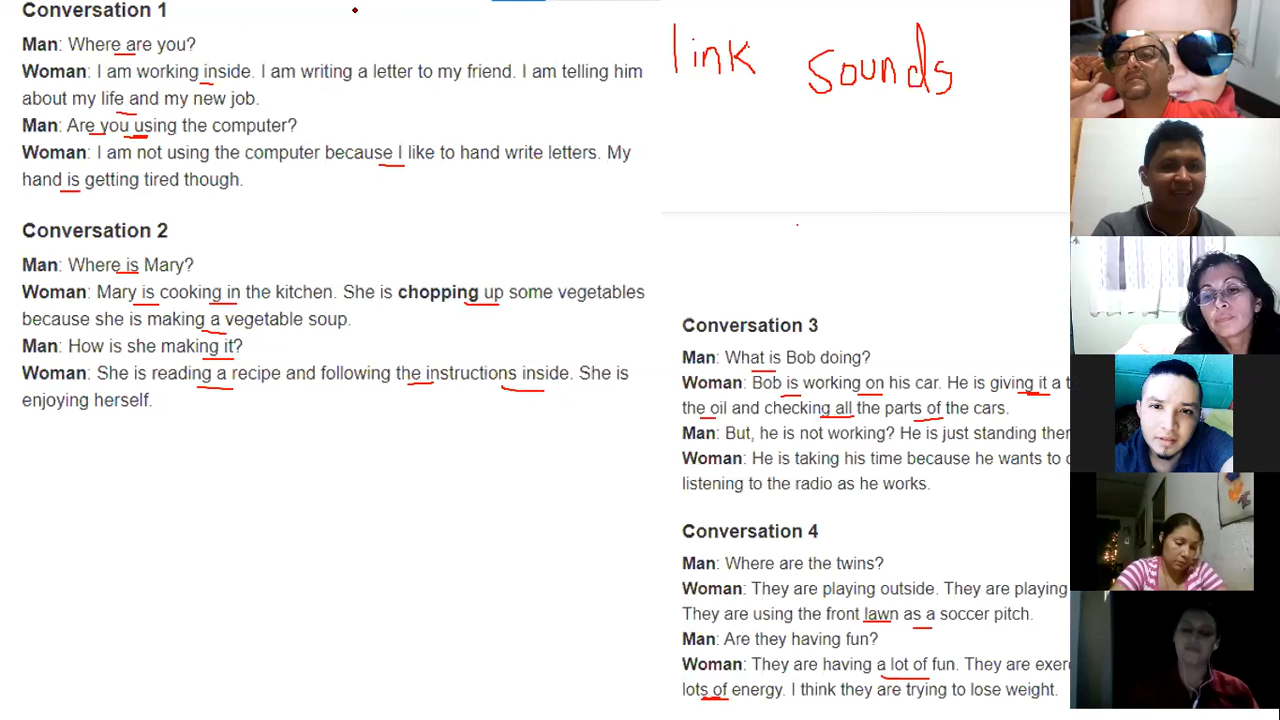 Conversation 1
Man: Where are you?
Woman: I am working inside. I am writing a letter to my friend. I am telling him
about my life and my new job.
Man: Are you using the computer?
Woman: I am not using the computer because I like to hand write letters. My
hand is getting tired though.
Conversation 2
Man: Where is Mary?
Woman: Mary is cooking in the kitchen. She is chopping up some vegetables
because she is making a vegetable soup.
Man: How is she making it?
Woman: She is reading a recipe and following the instructions inside. She is
enjoying herself.
link sounds
Conversation 3
Man: What is Bob doing?
Woman: Bob is working on his car. He is giving it a
the oil and checking all the parts of the cars.
Man: But, he is not working? He is just standing
Woman: He is taking his time because he wants to
listening to the radio as he works.
Conversation 4
Man: Where are the twins?
Woman: They are playing outside. They are playing
They are using the front lawn as a soccer pitch.
Man: Are they having fun?
Woman: They are having a lot of fun. They are
lots of energy. I think they are trying to lose weight.